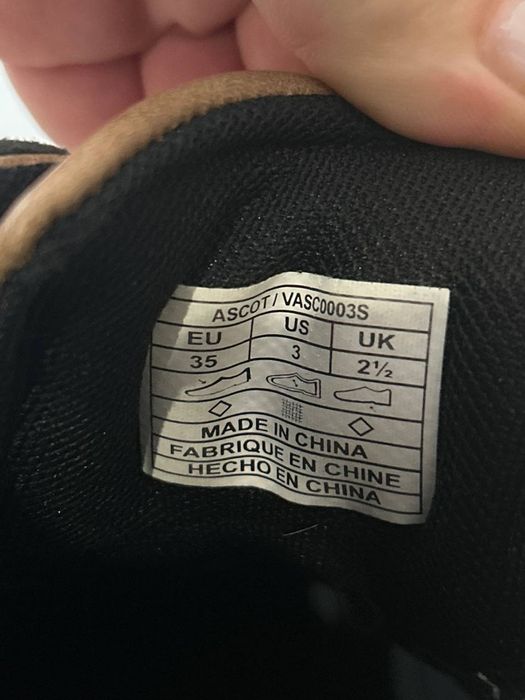 ASCOT / VASC0003S
EU US UK
35 3 2½
MADE IN CHINA
FABRIQUE EN CHINE
HECHO EN CHINA